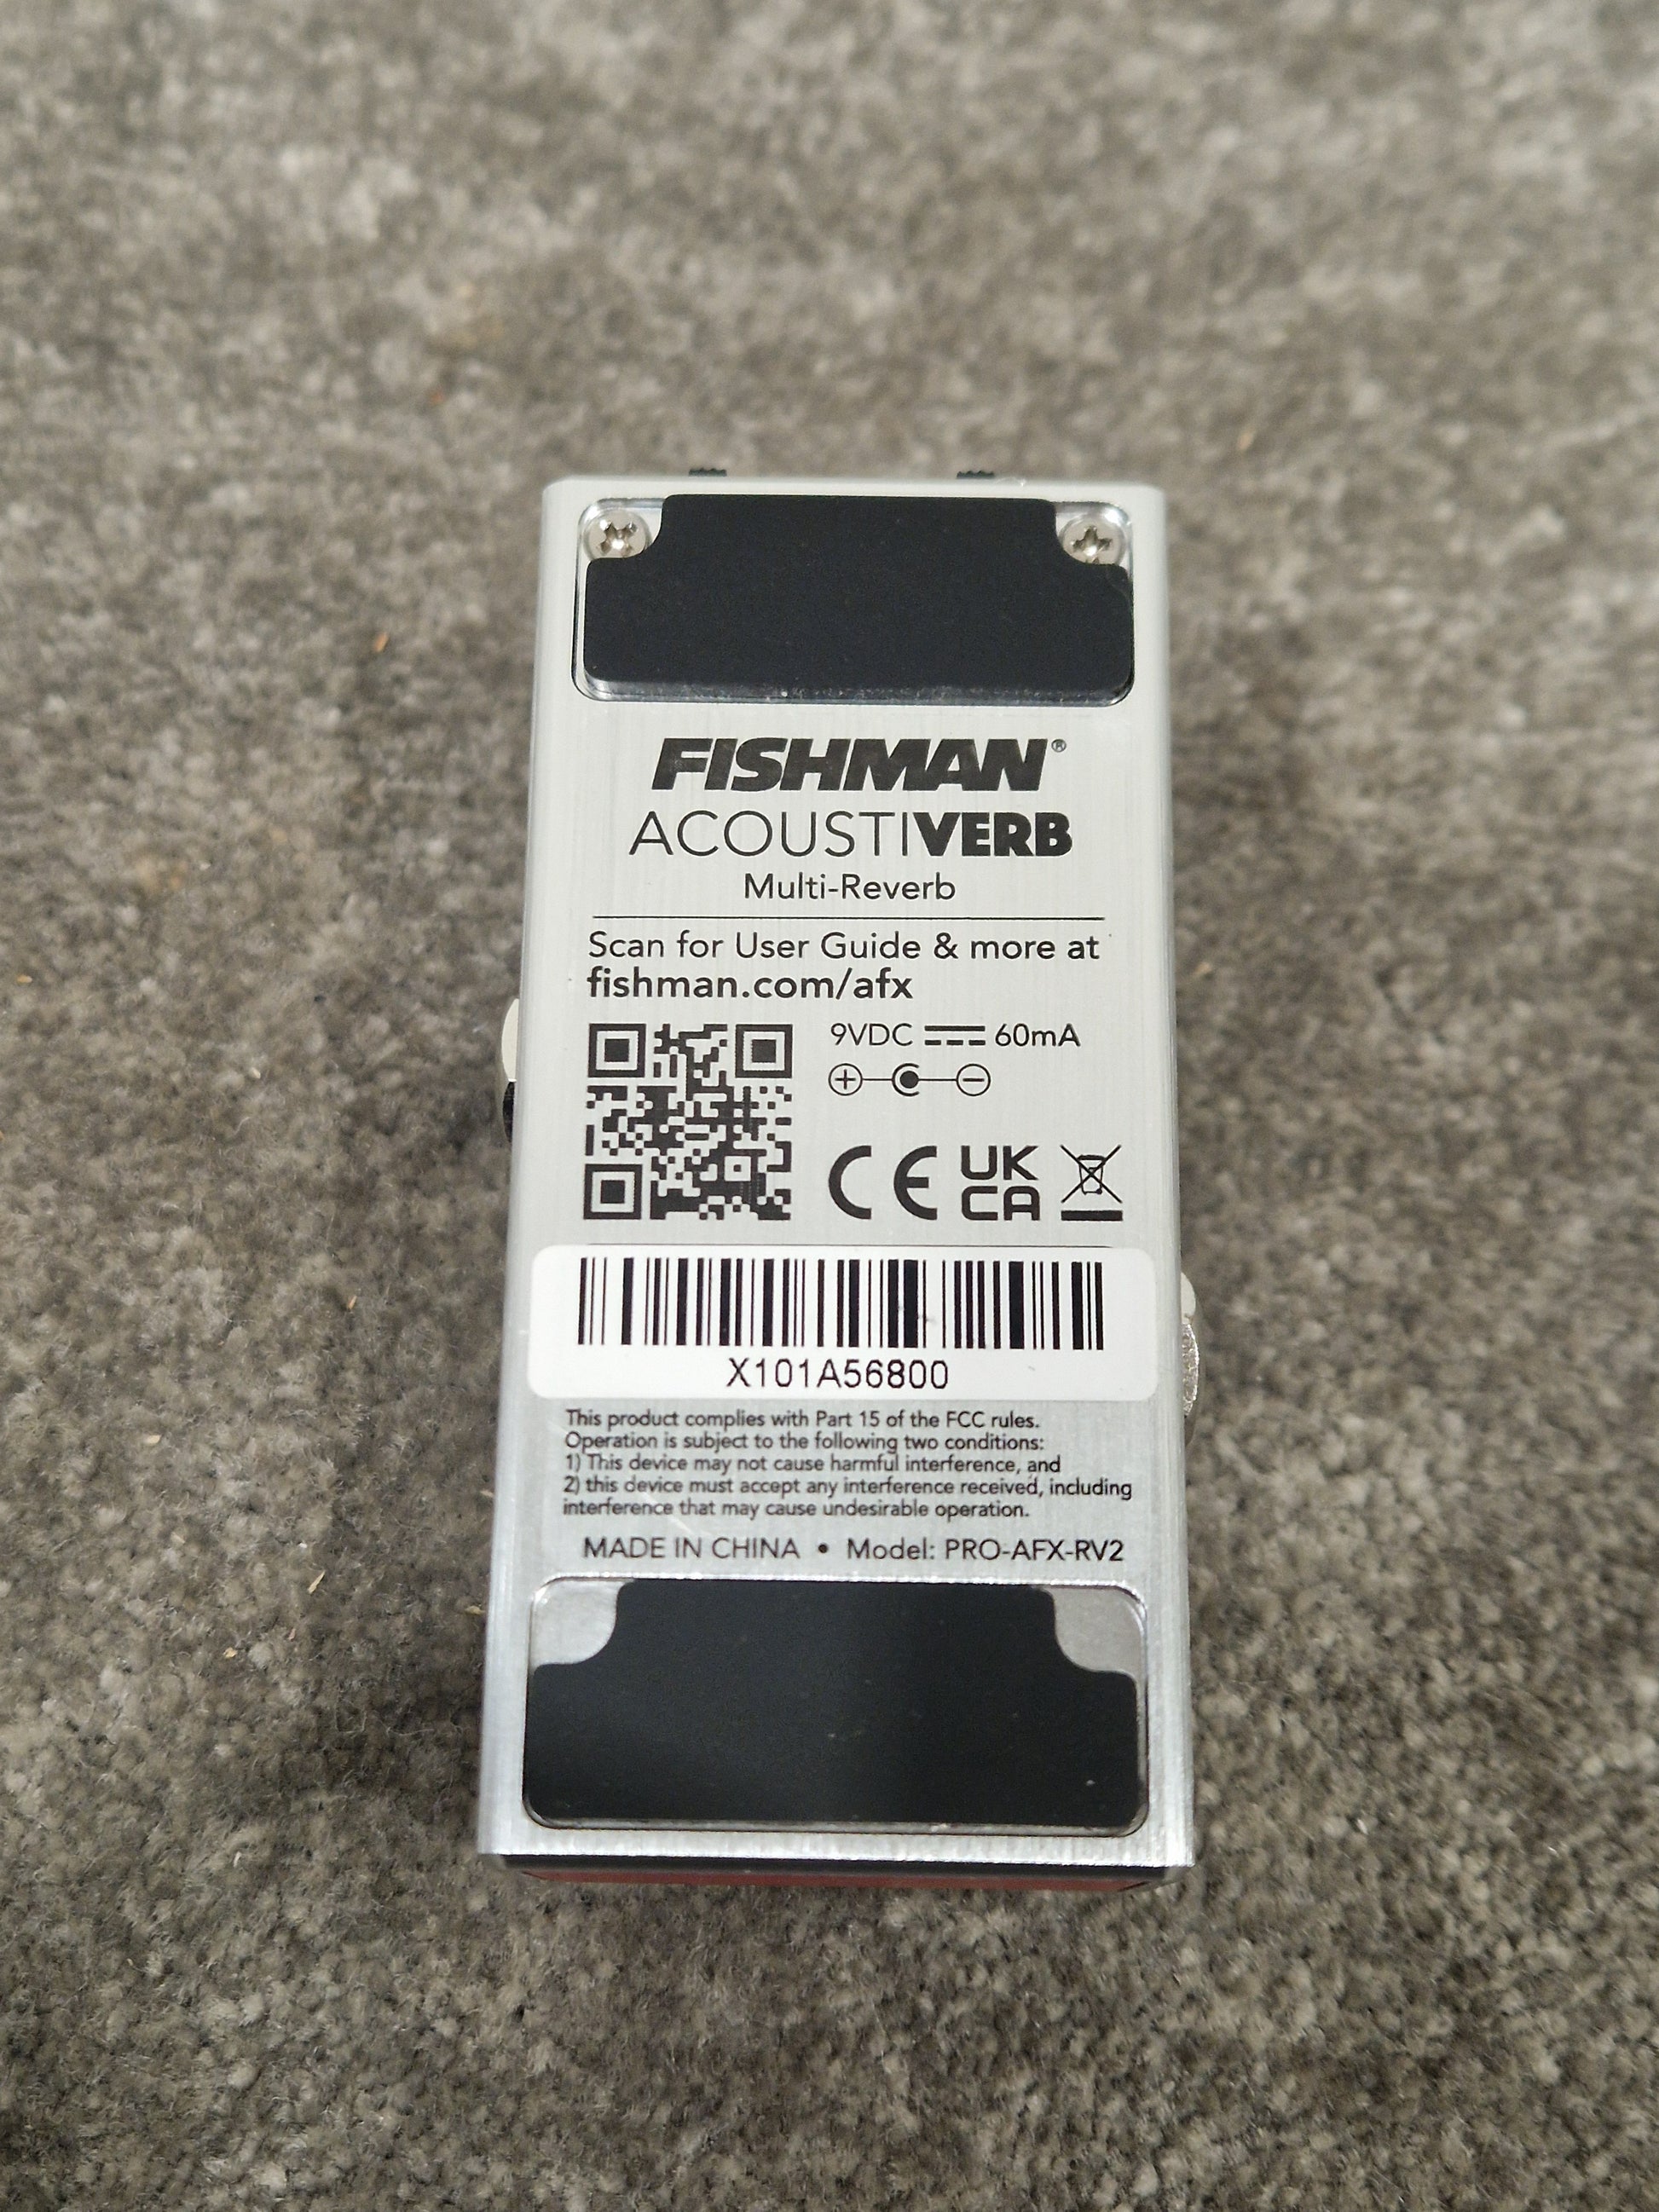 FISHMAN®
ACOUSTIVERB
Multi-Reverb
Scan for User Guide & more at
fishman.com/afx
9VDC 60mA
CE UK CA
X101A56800
This product complies with Part 15 of the FCC rules.
Operation is subject to the following two conditions:
1) This device may not cause harmful interference, and
2) this device must accept any interference received, including
interference that may cause undesirable operation.
MADE IN CHINA • Model: PRO-AFX-RV2